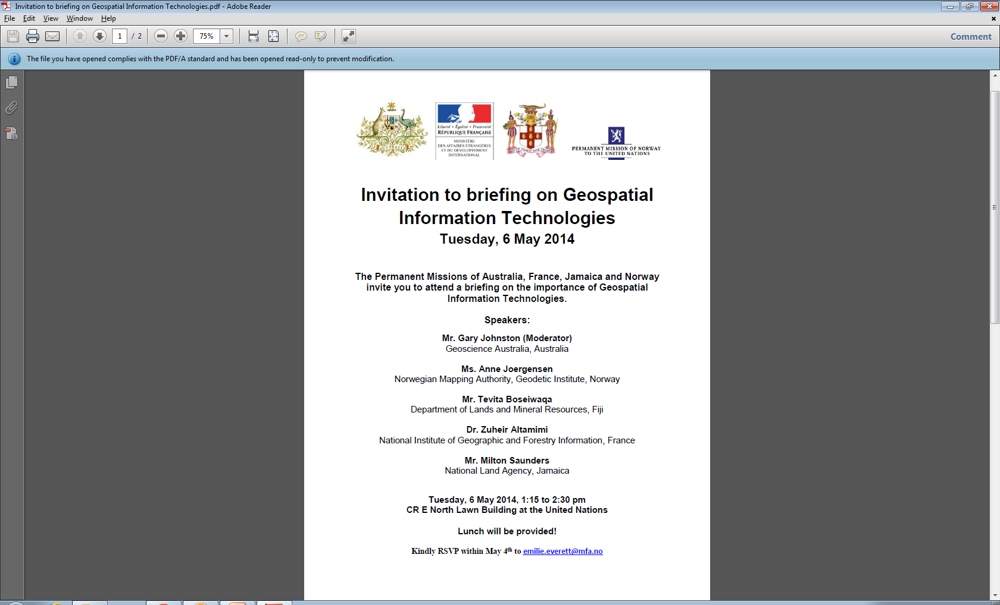 Invitation to briefing on Geospatial Information Technologies.pdf - Adobe Reader
File Edit View Window Help
1 / 2 75% Comment
The file you have opened complies with the PDF/A standard and has been opened read-only to prevent modification.
AUSTRALIA
Liberté • Égalité • Fraternité
RÉPUBLIQUE FRANÇAISE
MINISTÈRE
DES AFFAIRES ÉTRANGÈRES
ET DU DÉVELOPPEMENT
INTERNATIONAL
OUT OF MANY ONE PEOPLE
PERMANENT MISSION OF NORWAY
TO THE UNITED NATIONS
Invitation to briefing on Geospatial
Information Technologies
Tuesday, 6 May 2014
The Permanent Missions of Australia, France, Jamaica and Norway
invite you to attend a briefing on the importance of Geospatial
Information Technologies.
Speakers:
Mr. Gary Johnston (Moderator)
Geoscience Australia, Australia
Ms. Anne Joergensen
Norwegian Mapping Authority, Geodetic Institute, Norway
Mr. Tevita Boseiwaqa
Department of Lands and Mineral Resources, Fiji
Dr. Zuheir Altamimi
National Institute of Geographic and Forestry Information, France
Mr. Milton Saunders
National Land Agency, Jamaica
Tuesday, 6 May 2014, 1:15 to 2:30 pm
CR E North Lawn Building at the United Nations
Lunch will be provided!
Kindly RSVP within May 4th to emilie.everett@mfa.no